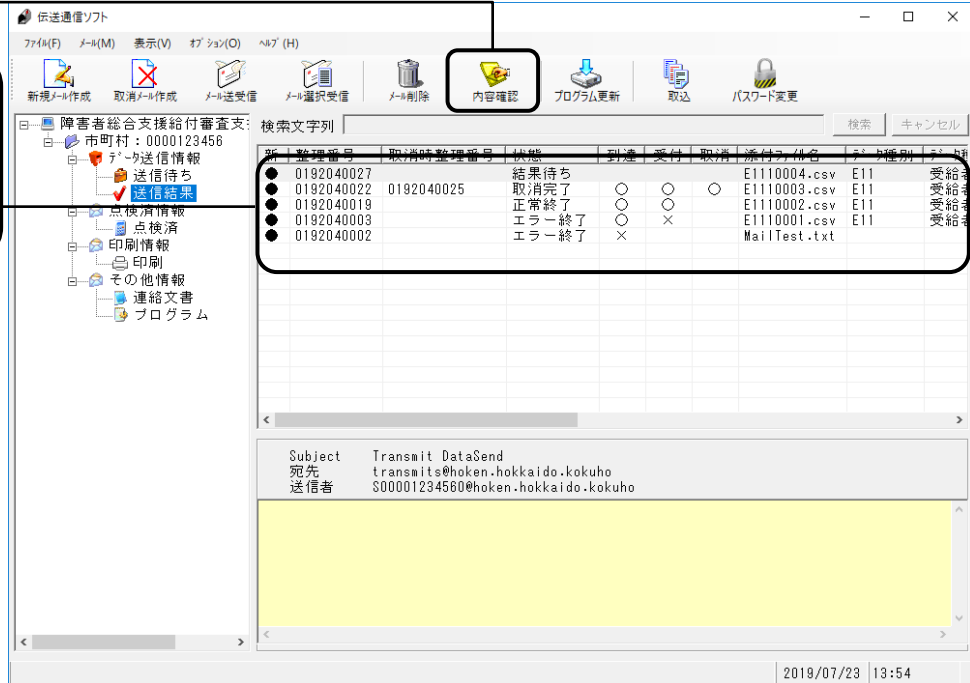 伝送通信ソフト
ﾌｧｲﾙ(F) ﾒｰﾙ(M) 表示(V) ｵﾌﾟｼｮﾝ(O) ﾍﾙﾌﾟ(H)
新規ﾒｰﾙ作成 取消ﾒｰﾙ作成 ﾒｰﾙ送受信 ﾒｰﾙ選択受信 ﾒｰﾙ削除 内容確認 プログラム更新 取込 パスワード変更
障害者総合支援給付審査支
市町村：0000123456
ﾃﾞｰﾀ送信情報
送信待ち
送信結果
点検済情報
点検済
印刷情報
印刷
その他情報
連絡文書
プログラム
検索文字列 検索 キャンセル
新 整理番号 取消時整理番号 状態 到達 受付 取消 添付ﾌｧｲﾙ名 ﾃﾞｰﾀ種別
● 0192040027 結果待ち E1110004.csv E11 受給者
● 0192040022 0192040025 取消完了 ○ ○ ○ E1110003.csv E11 受給者
● 0192040019 正常終了 ○ ○ E1110002.csv E11 受給者
● 0192040003 エラー終了 ○ × E1110001.csv E11 受給者
● 0192040002 エラー終了 × MailTest.txt
Subject Transmit DataSend
宛先 transmits@hoken.hokkaido.kokuho
送信者 S00001234560@hoken.hokkaido.kokuho
2019/07/23 13:54